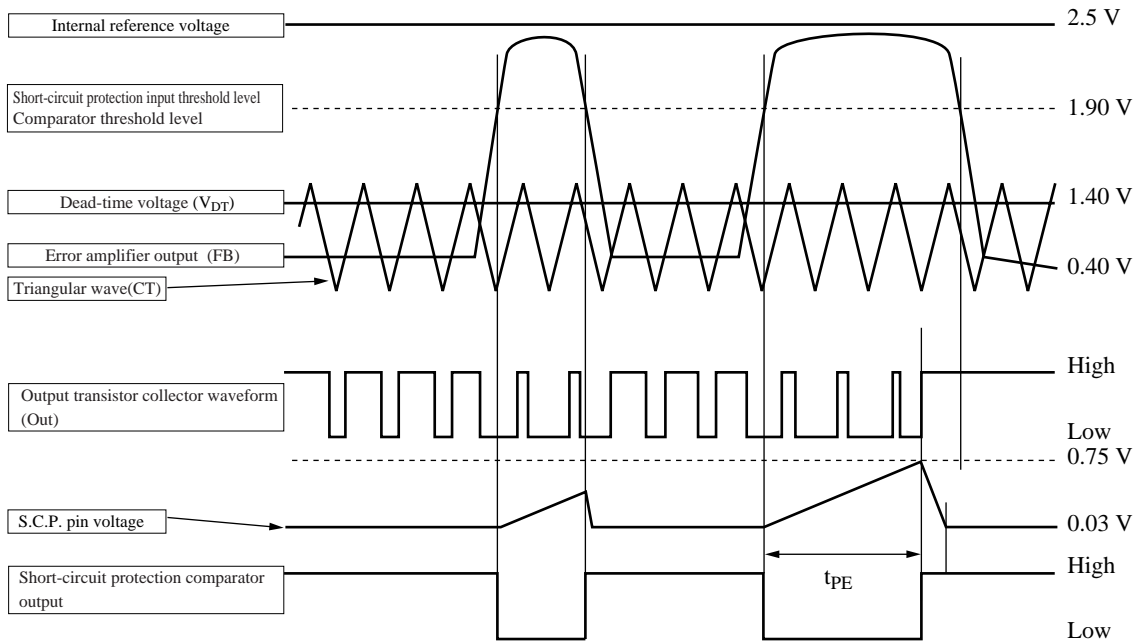 Internal reference voltage
2.5 V
Short-circuit protection input threshold level
Comparator threshold level
1.90 V
Dead-time voltage (VDT)
1.40 V
Error amplifier output (FB)
0.40 V
Triangular wave(CT)
High
Output transistor collector waveform
(Out)
Low
0.75 V
S.C.P. pin voltage
0.03 V
High
Short-circuit protection comparator
output
tPE
Low